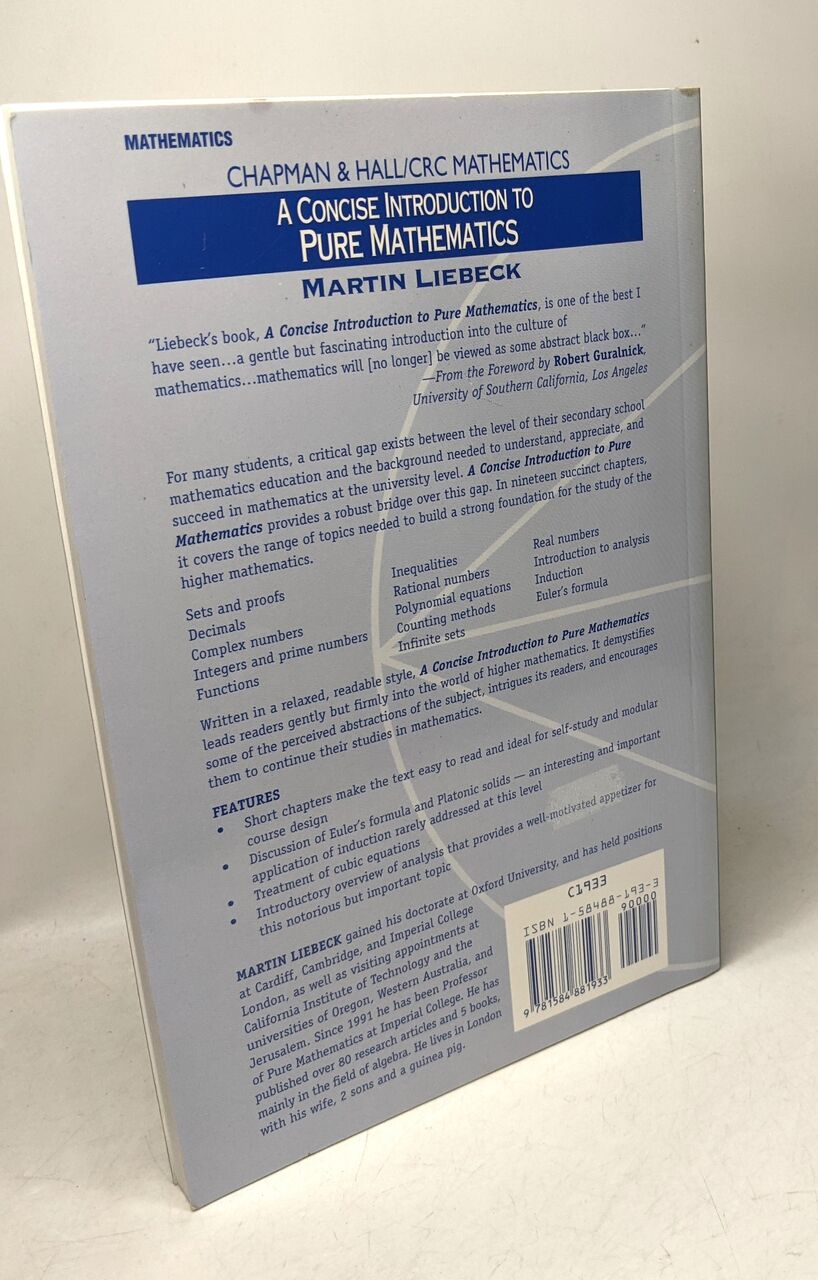 MATHEMATICS
CHAPMAN & HALL/CRC MATHEMATICS
A CONCISE INTRODUCTION TO
PURE MATHEMATICS
MARTIN LIEBECK
“Liebeck’s book, A Concise Introduction to Pure Mathematics, is one of the best I
have seen...a gentle but fascinating introduction into the culture of
mathematics...mathematics will [no longer] be viewed as some abstract black box...”
—From the Foreword by Robert Guralnick,
University of Southern California, Los Angeles
For many students, a critical gap exists between the level of their secondary school
mathematics education and the background needed to understand, appreciate, and
succeed in mathematics at the university level. A Concise Introduction to Pure
Mathematics provides a robust bridge over this gap. In nineteen succinct chapters,
it covers the range of topics needed to build a strong foundation for the study of the
higher mathematics.
Sets and proofs
Decimals
Complex numbers
Integers and prime numbers
Functions
Inequalities
Rational numbers
Polynomial equations
Counting methods
Infinite sets
Real numbers
Introduction to analysis
Induction
Euler’s formula
Written in a relaxed, readable style, A Concise Introduction to Pure Mathematics
leads readers gently but firmly into the world of higher mathematics. It demystifies
some of the perceived abstractions of the subject, intrigues its readers, and encourages
them to continue their studies in mathematics.
FEATURES
• Short chapters make the text easy to read and ideal for self-study and modular
course design
• Discussion of Euler’s formula and Platonic solids — an interesting and important
application of induction rarely addressed at this level
• Treatment of cubic equations
• Introductory overview of analysis that provides a well-motivated appetizer for
this notorious but important topic
MARTIN LIEBECK gained his doctorate at Oxford University, and has held positions
at Cardiff, Cambridge, and Imperial College
London, as well as visiting appointments at
California Institute of Technology and the
universities of Oregon, Western Australia, and
Jerusalem. Since 1991 he has been Professor
of Pure Mathematics at Imperial College. He has
published over 80 research articles and 5 books,
mainly in the field of algebra. He lives in London
with his wife, 2 sons and a guinea pig.
C1933
ISBN 1-58488-193-3
90000
9 781584 881933